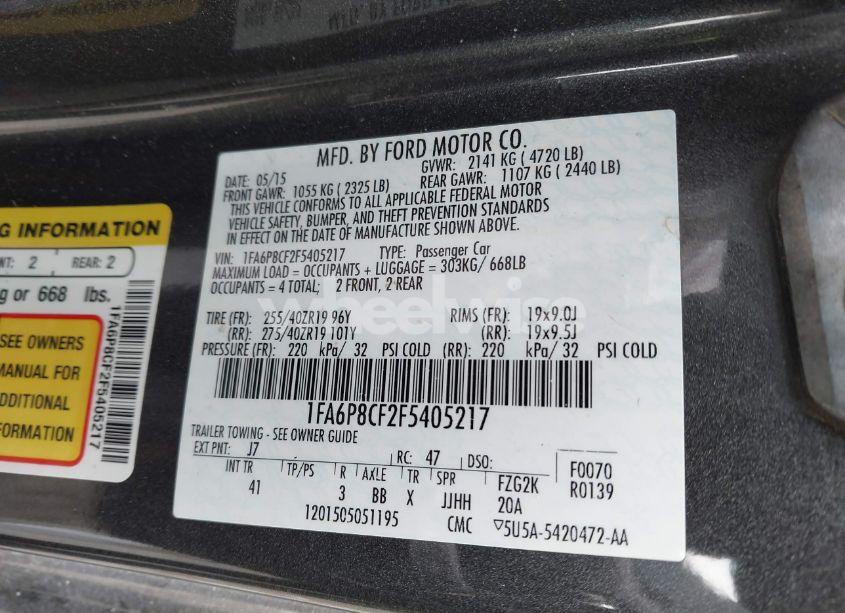 MFD. BY FORD MOTOR CO.
DATE: 05/15 GVWR: 2141 KG ( 4720 LB)
FRONT GAWR: 1055 KG ( 2325 LB) REAR GAWR: 1107 KG ( 2440 LB)
THIS VEHICLE CONFORMS TO ALL APPLICABLE FEDERAL MOTOR
VEHICLE SAFETY, BUMPER, AND THEFT PREVENTION STANDARDS
IN EFFECT ON THE DATE OF MANUFACTURE SHOWN ABOVE.
VIN: 1FA6P8CF2F5405217 TYPE: Passenger Car
MAXIMUM LOAD = OCCUPANTS + LUGGAGE = 303KG/ 668LB
OCCUPANTS = 4 TOTAL; 2 FRONT, 2 REAR
TIRE (FR): 255/40ZR19 96Y RIMS (FR): 19x9.0J
(RR): 275/40ZR19 101Y (RR): 19x9.5J
PRESSURE (FR): 220 kPa/ 32 PSI COLD (RR): 220 kPa/ 32 PSI COLD
1FA6P8CF2F5405217
TRAILER TOWING - SEE OWNER GUIDE
EXT PNT: J7 RC: 47 DSO: F0070
INT TR TP/PS R AXLE TR SPR FZG2K R0139
41 3 BB X JJHH 20A
1201505051195 CMC ▽5U5A-5420472-AA
G INFORMATION
NT: 2 REAR: 2
g or 668 lbs.
SEE OWNERS
MANUAL FOR
ADDITIONAL
FORMATION
1FA6P8CF2F5405217
wheelwise